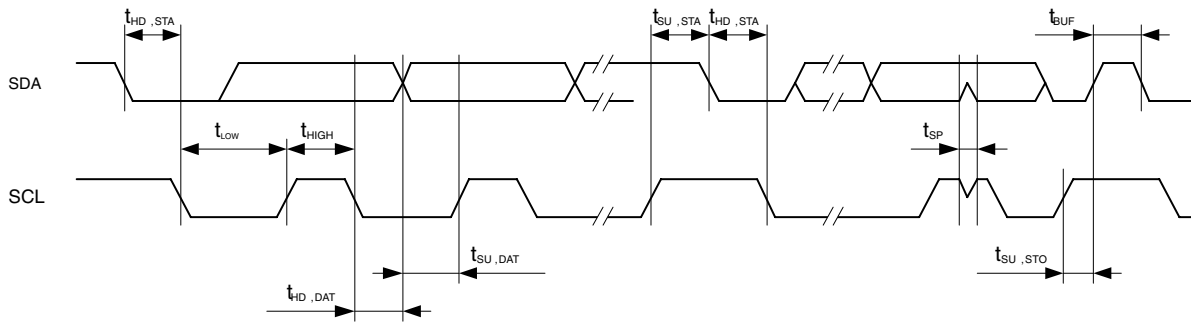 tHD,STA
tSU,STA
tHD,STA
tBUF
SDA
tLOW
tHIGH
tSP
SCL
tSU,DAT
tSU,STO
tHD,DAT